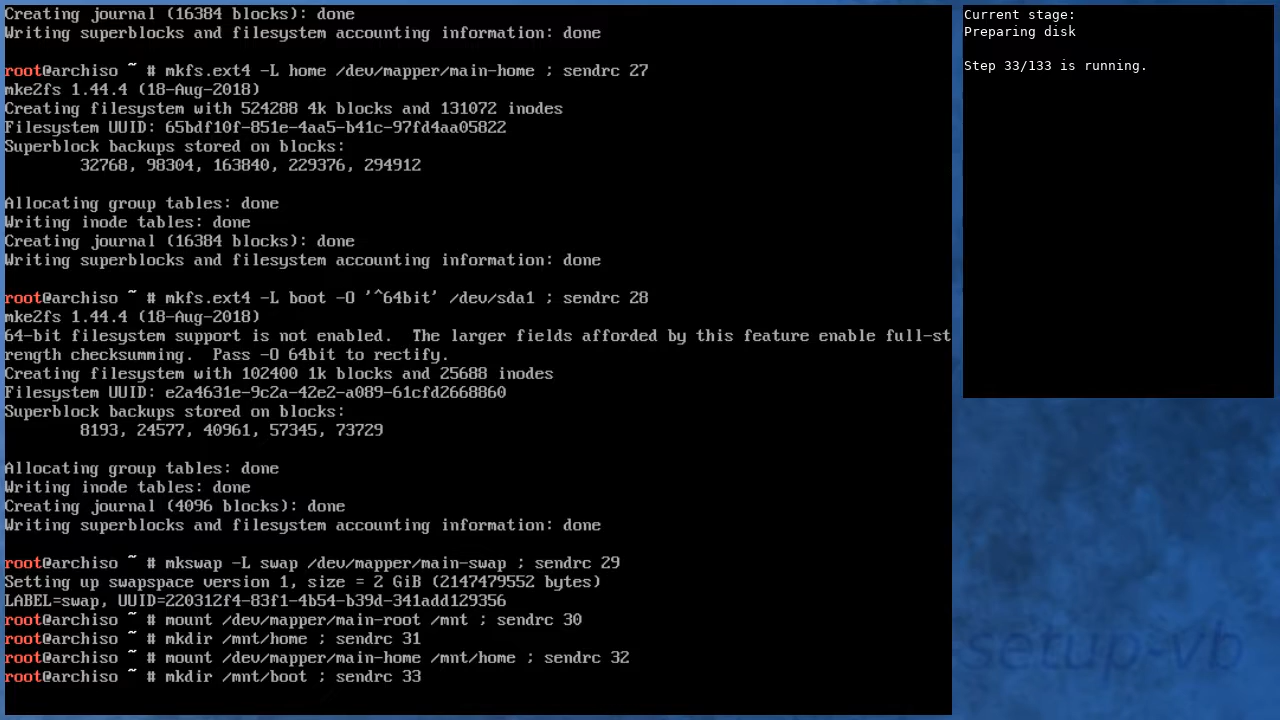 Creating journal (16384 blocks): done
Writing superblocks and filesystem accounting information: done
root@archiso ~ # mkfs.ext4 -L home /dev/mapper/main-home ; sendrc 27
mke2fs 1.44.4 (18-Aug-2018)
Creating filesystem with 524288 4k blocks and 131072 inodes
Filesystem UUID: 65bdf10f-851e-4aa5-b41c-97fd4aa05822
Superblock backups stored on blocks:
32768, 98304, 163840, 229376, 294912
Allocating group tables: done
Writing inode tables: done
Creating journal (16384 blocks): done
Writing superblocks and filesystem accounting information: done
root@archiso ~ # mkfs.ext4 -L boot -O '^64bit' /dev/sda1 ; sendrc 28
mke2fs 1.44.4 (18-Aug-2018)
64-bit filesystem support is not enabled.  The larger fields afforded by this feature enable full-st
rength checksumming.  Pass -O 64bit to rectify.
Creating filesystem with 102400 1k blocks and 25688 inodes
Filesystem UUID: e2a4631e-9c2a-42e2-a089-61cfd2668860
Superblock backups stored on blocks:
8193, 24577, 40961, 57345, 73729
Allocating group tables: done
Writing inode tables: done
Creating journal (4096 blocks): done
Writing superblocks and filesystem accounting information: done
root@archiso ~ # mkswap -L swap /dev/mapper/main-swap ; sendrc 29
Setting up swapspace version 1, size = 2 GiB (2147479552 bytes)
LABEL=swap, UUID=220312f4-83f1-4b54-b39d-341add129356
root@archiso ~ # mount /dev/mapper/main-root /mnt ; sendrc 30
root@archiso ~ # mkdir /mnt/home ; sendrc 31
root@archiso ~ # mount /dev/mapper/main-home /mnt/home ; sendrc 32
root@archiso ~ # mkdir /mnt/boot ; sendrc 33
Current stage:
Preparing disk
Step 33/133 is running.
setup-vb